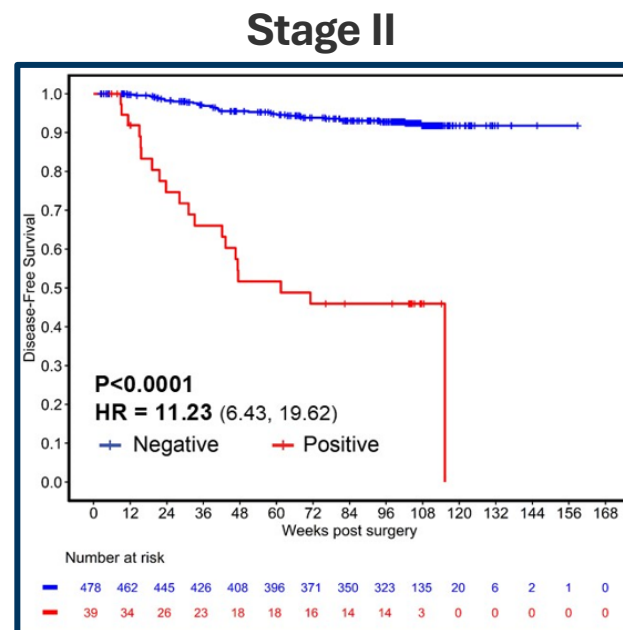 Stage II
1.0
0.9
0.8
0.7
0.6
0.5
0.4
0.3
0.2
0.1
0.0
Disease-Free Survival
P<0.0001
HR = 11.23 (6.43, 19.62)
Negative Positive
0 12 24 36 48 60 72 84 96 108 120 132 144 156 168
Weeks post surgery
Number at risk
478 462 445 426 408 396 371 350 323 135 20 6 2 1 0
39 34 26 23 18 18 16 14 14 3 0 0 0 0 0